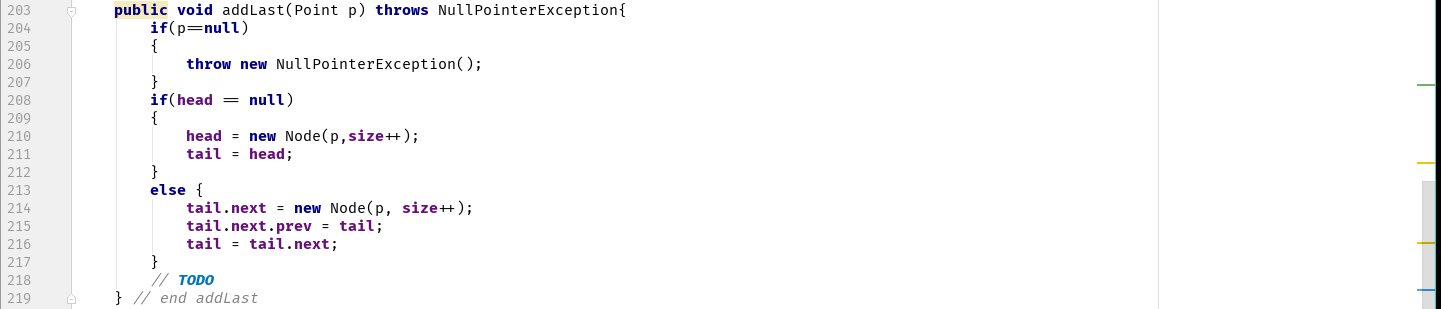 203 public void addLast(Point p) throws NullPointerException{
204 if(p==null)
205 {
206 throw new NullPointerException();
207 }
208 if(head == null)
209 {
210 head = new Node(p,size++);
211 tail = head;
212 }
213 else {
214 tail.next = new Node(p, size++);
215 tail.next.prev = tail;
216 tail = tail.next;
217 }
218 // TODO
219 } // end addLast